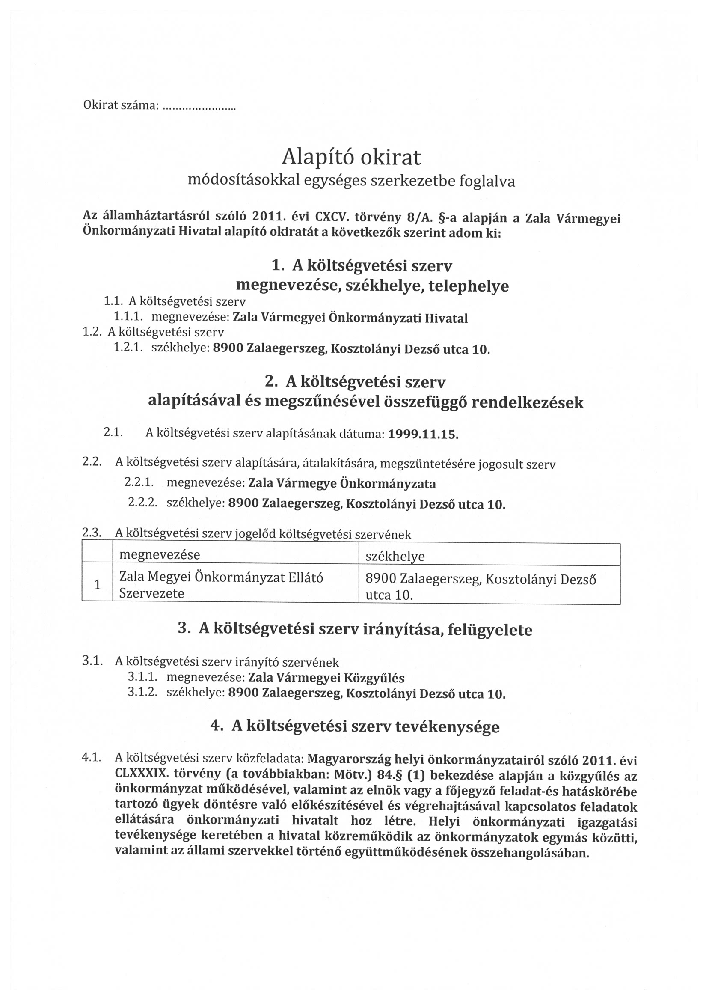 Okirat száma: ……………………..
Alapító okirat
módosításokkal egységes szerkezetbe foglalva
Az államháztartásról szóló 2011. évi CXCV. törvény 8/A. §-a alapján a Zala Vármegyei
Önkormányzati Hivatal alapító okiratát a következők szerint adom ki:
1. A költségvetési szerv
megnevezése, székhelye, telephelye
1.1. A költségvetési szerv
1.1.1. megnevezése: Zala Vármegyei Önkormányzati Hivatal
1.2. A költségvetési szerv
1.2.1. székhelye: 8900 Zalaegerszeg, Kosztolányi Dezső utca 10.
2. A költségvetési szerv
alapításával és megszűnésével összefüggő rendelkezések
2.1. A költségvetési szerv alapításának dátuma: 1999.11.15.
2.2. A költségvetési szerv alapítására, átalakítására, megszüntetésére jogosult szerv
2.2.1. megnevezése: Zala Vármegye Önkormányzata
2.2.2. székhelye: 8900 Zalaegerszeg, Kosztolányi Dezső utca 10.
2.3. A költségvetési szerv jogelőd költségvetési szervének
megnevezése székhelye
1 Zala Megyei Önkormányzat Ellátó Szervezete 8900 Zalaegerszeg, Kosztolányi Dezső utca 10.
3. A költségvetési szerv irányítása, felügyelete
3.1. A költségvetési szerv irányító szervének
3.1.1. megnevezése: Zala Vármegyei Közgyűlés
3.1.2. székhelye: 8900 Zalaegerszeg, Kosztolányi Dezső utca 10.
4. A költségvetési szerv tevékenysége
4.1. A költségvetési szerv közfeladata: Magyarország helyi önkormányzatairól szóló 2011. évi
CLXXXIX. törvény (a továbbiakban: Mötv.) 84.§ (1) bekezdése alapján a közgyűlés az
önkormányzat működésével, valamint az elnök vagy a főjegyző feladat-és hatáskörébe
tartozó ügyek döntésre való előkészítésével és végrehajtásával kapcsolatos feladatok
ellátására önkormányzati hivatalt hoz létre. Helyi önkormányzati igazgatási
tevékenysége keretében a hivatal közreműködik az önkormányzatok egymás közötti,
valamint az állami szervekkel történő együttműködésének összehangolásában.